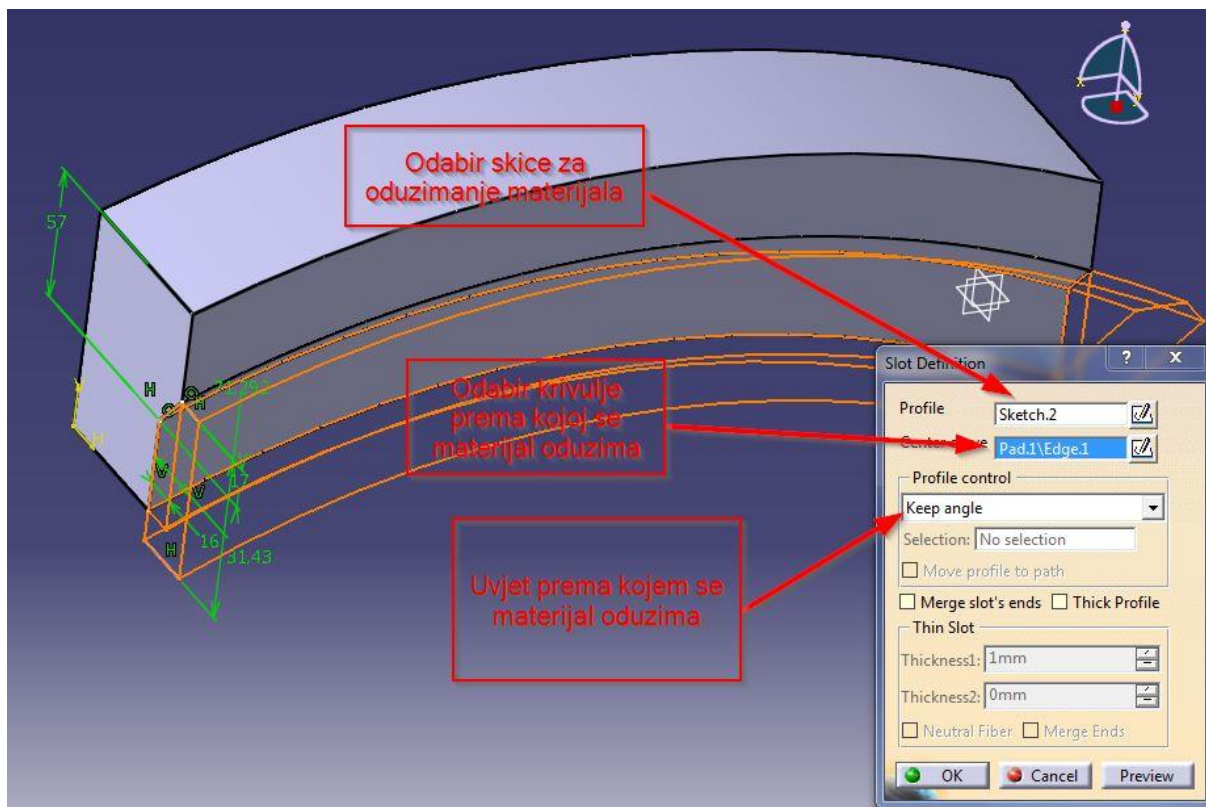 Odabir skice za
oduzimanje materijala
57
H
H
21,292
Odabir krivulje
prema kojoj se
materijal oduzima
V
H
V
V
17
16
H
31,43
Uvjet prema kojem se
materijal oduzima
x
y
Slot Definition
? X
Profile
Sketch.2
Center curve
Pad.1\Edge.1
Profile control
Keep angle
Selection: No selection
Move profile to path
Merge slot's ends Thick Profile
Thin Slot
Thickness1: 1mm
Thickness2: 0mm
Neutral Fiber Merge Ends
OK Cancel Preview